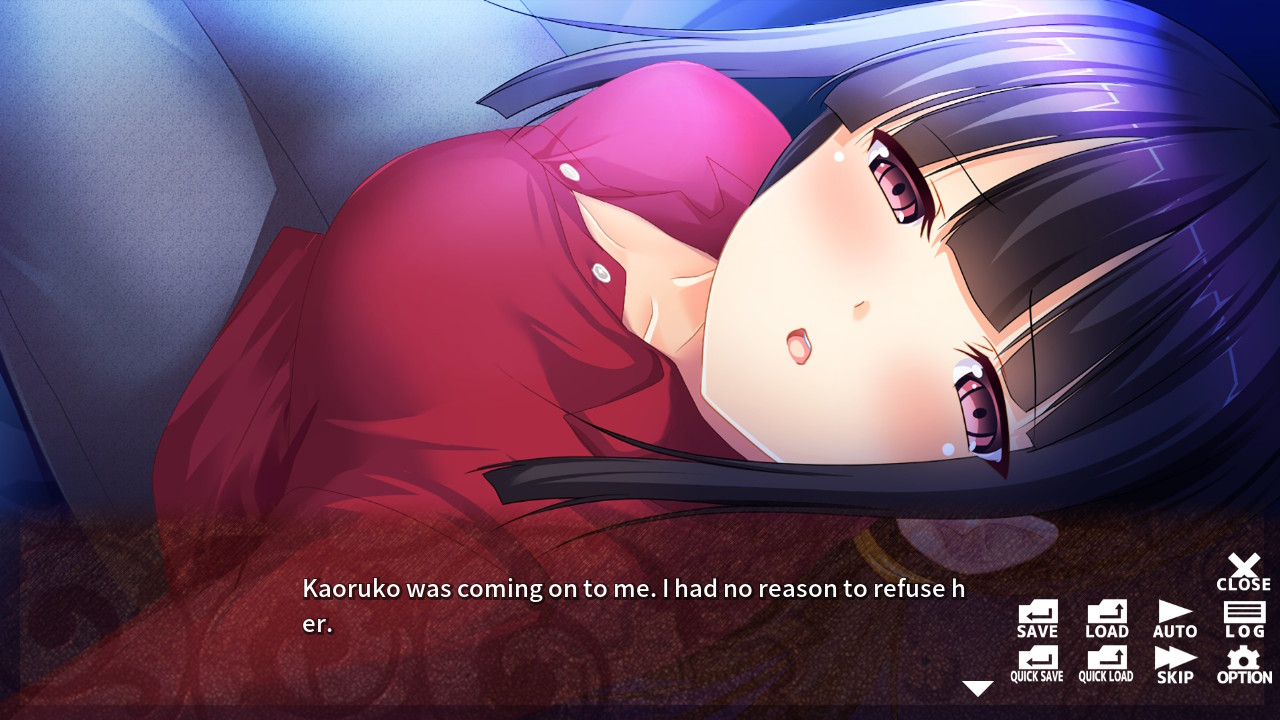 Kaoruko was coming on to me. I had no reason to refuse h
er.
CLOSE
SAVE LOAD AUTO LOG
QUICK SAVE QUICK LOAD SKIP OPTION